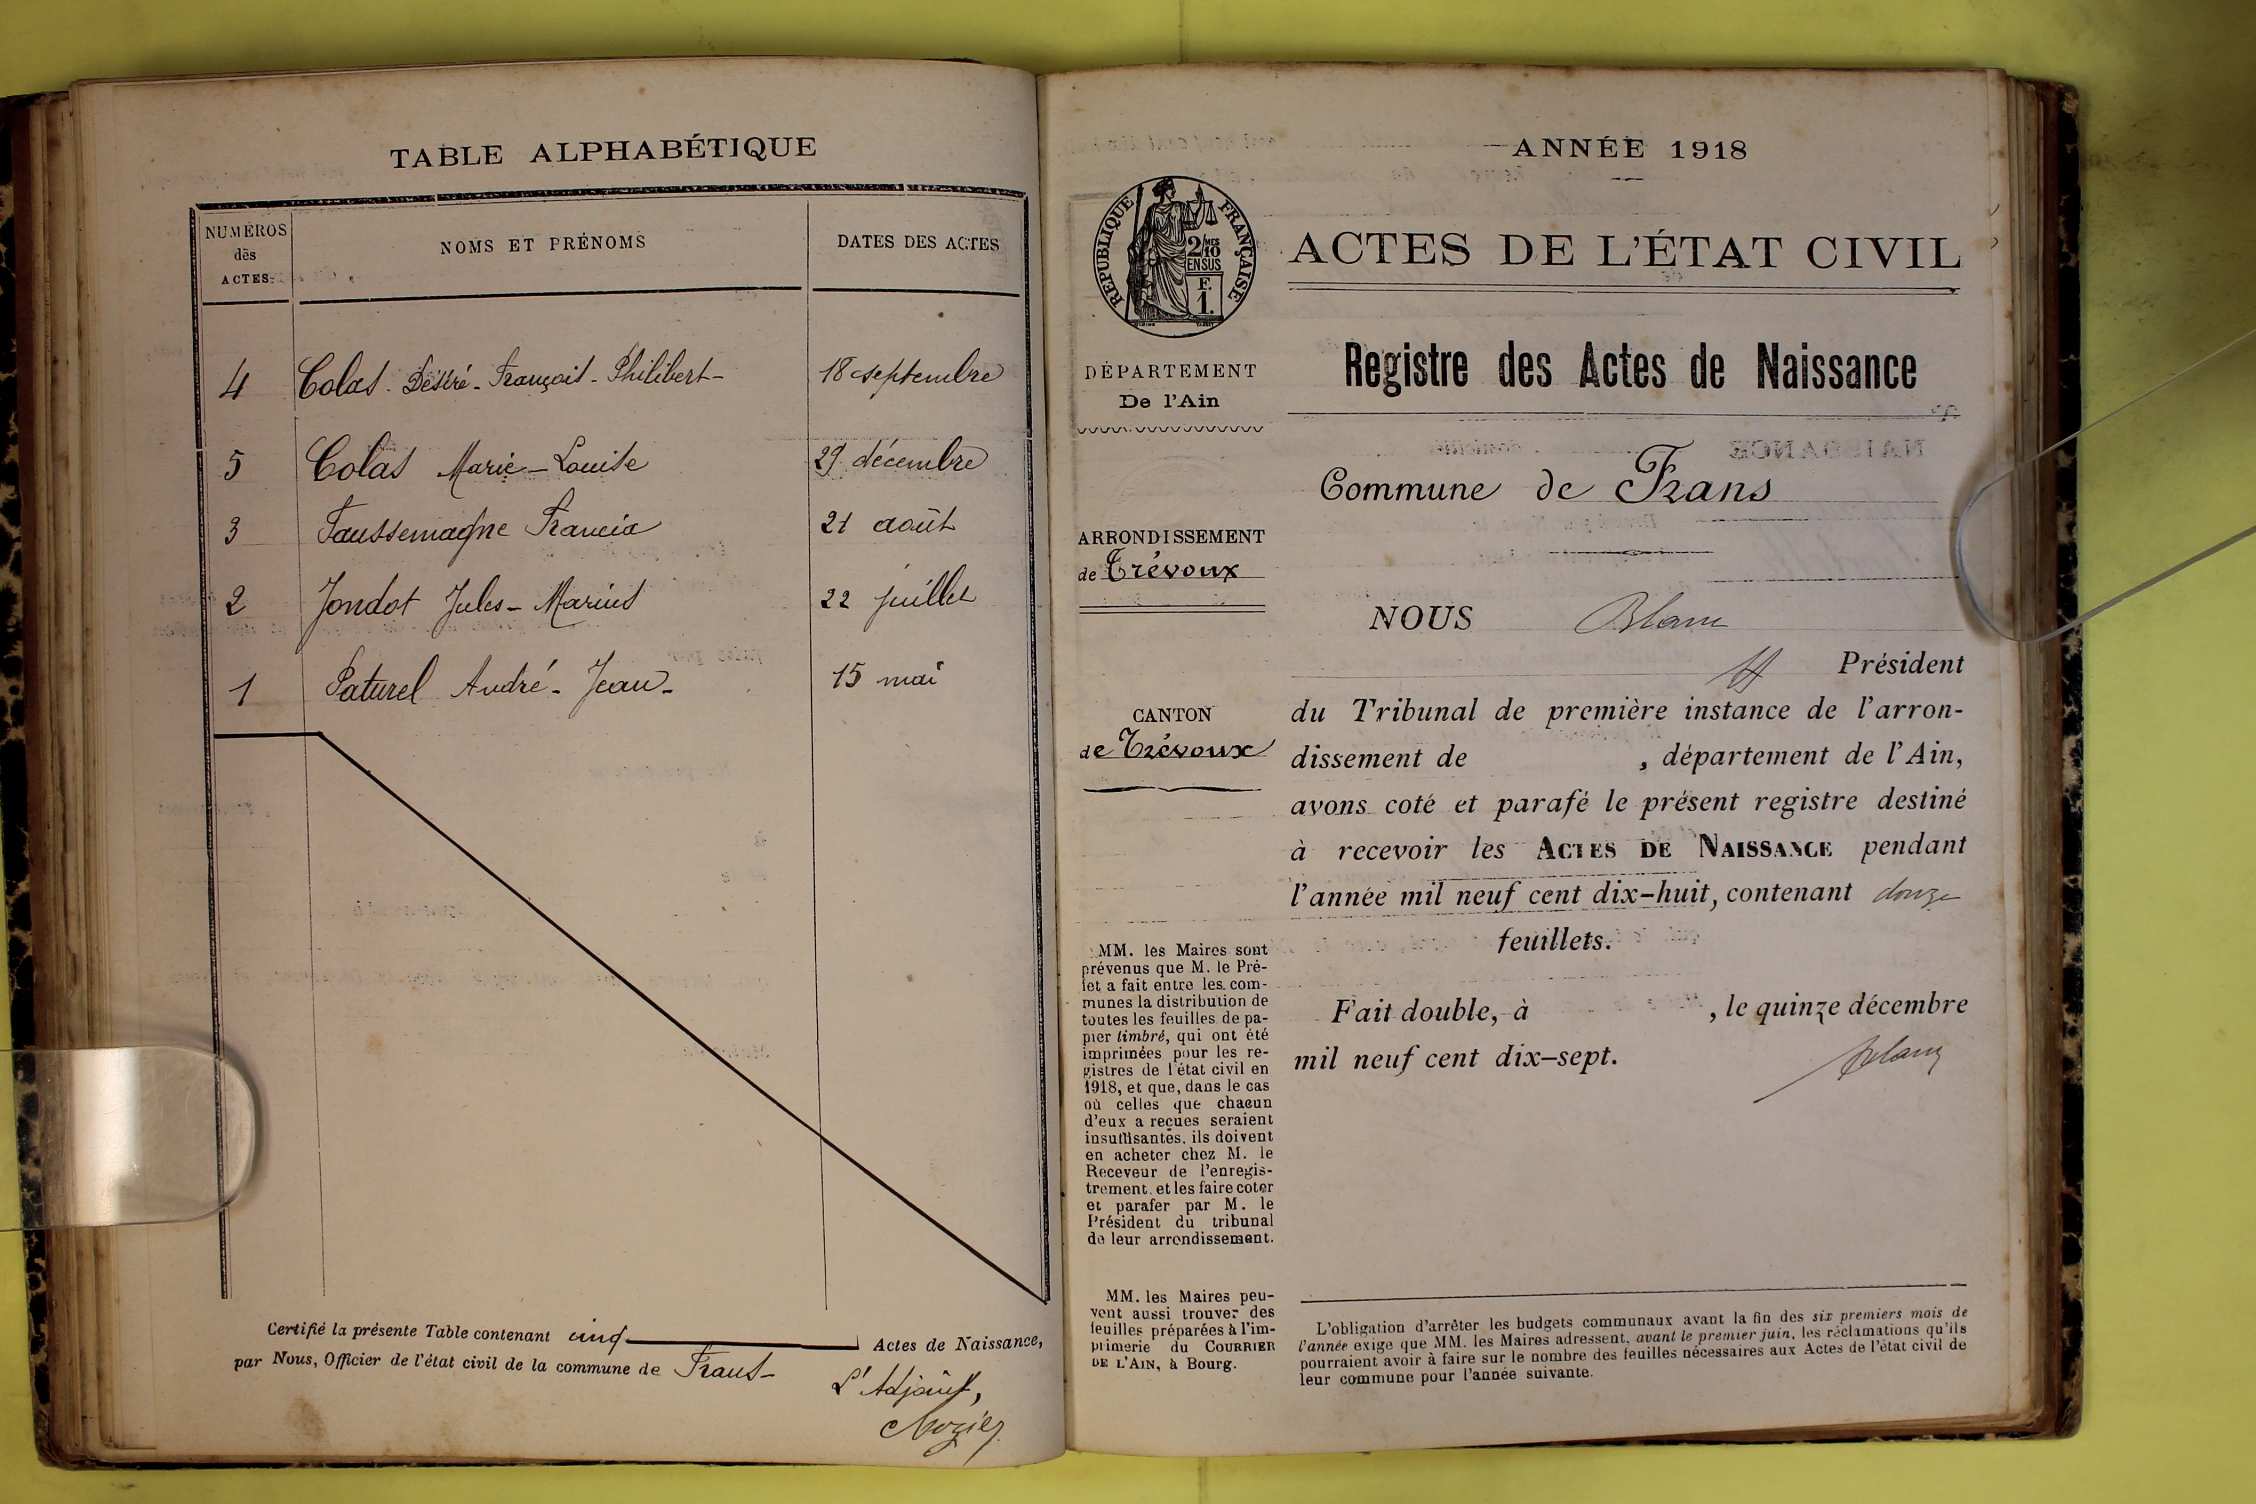 TABLE ALPHABÉTIQUE
NUMÉROS
des
ACTES
NOMS ET PRÉNOMS
DATES DES ACTES
4 Colas Désiré-François-Philibert 18 septembre
5 Colas Marie-Louise 29 décembre
3 Faussemagne Francia 21 août
2 Jondot Jules-Marius 22 juillet
1 Paturel André-Jean 15 mai
Certifié la présente Table contenant cinq Actes de Naissance,
par Nous, Officier de l'état civil de la commune de Frans
L'Adjoint,
ANNÉE 1918
RÉPUBLIQUE FRANÇAISE
2/10
MES
EN SUS
F.
1.
DÉPARTEMENT
De l'Ain
ARRONDISSEMENT
de Trévoux
CANTON
de Trévoux
MM. les Maires sont
prévenus que M. le Pré-
fet a fait entre les com-
munes la distribution de
toutes les feuilles de pa-
pier timbré, qui ont été
imprimées pour les re-
gistres de l'état civil en
1918, et que, dans le cas
où celles que chacun
d'eux a reçues seraient
insuffisantes, ils doivent
en acheter chez M. le
Receveur de l'enregis-
trement, et les faire coter
et parafer par M. le
Président du tribunal
de leur arrondissement.
MM. les Maires peu-
vent aussi trouver des
feuilles préparées à l'im-
primerie du COURRIER
DE L'AIN, à Bourg.
ACTES DE L'ÉTAT CIVIL
Registre des Actes de Naissance
Commune de Frans
NOUS Blanc
Président
du Tribunal de première instance de l'arron-
dissement de , département de l'Ain,
avons coté et parafé le présent registre destiné
à recevoir les ACTES DE NAISSANCE pendant
l'année mil neuf cent dix-huit, contenant douze
feuillets.
Fait double, à , le quinze décembre
mil neuf cent dix-sept.
Blanc
L'obligation d'arrêter les budgets communaux avant la fin des six premiers mois de
l'année exige que MM. les Maires adressent, avant le premier juin, les réclamations qu'ils
pourraient avoir à faire sur le nombre des feuilles nécessaires aux Actes de l'état civil de
leur commune pour l'année suivante.